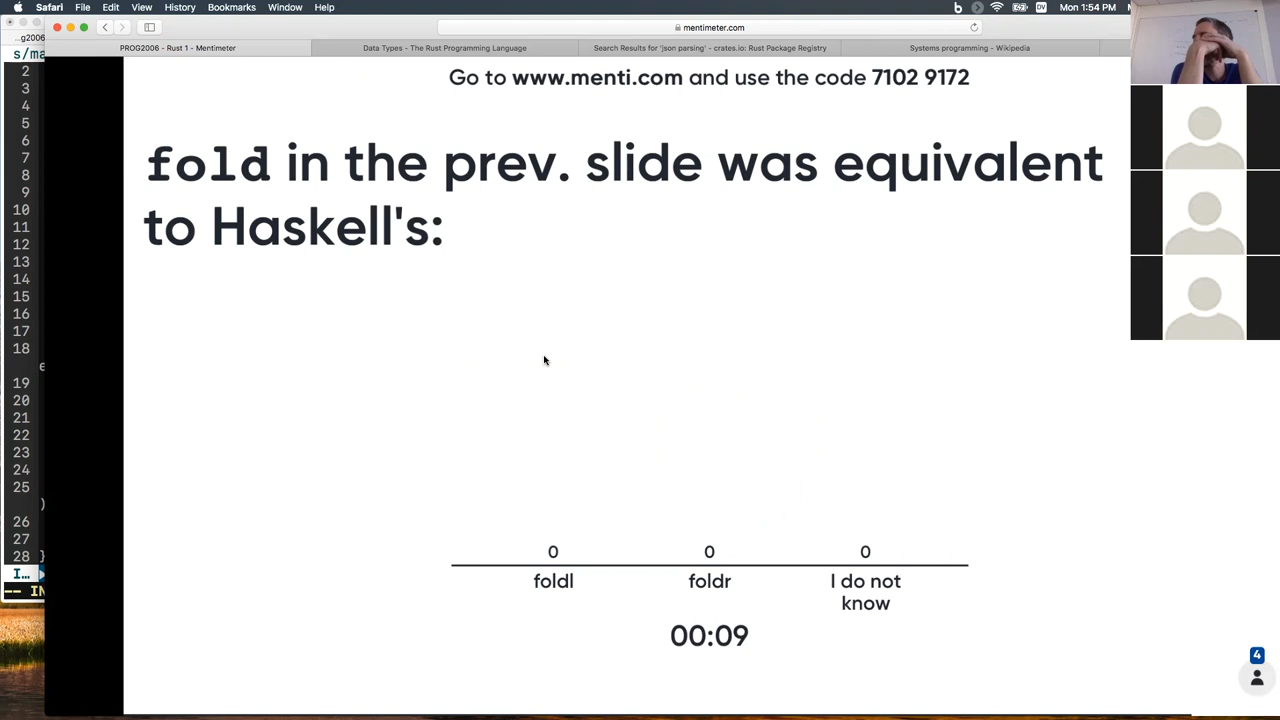 Safari File Edit View History Bookmarks Window Help DV Mon 1:54 PM
mentimeter.com
PROG2006 - Rust 1 - Mentimeter Data Types - The Rust Programming Language Search Results for 'json parsing' - crates.io: Rust Package Registry Systems programming - Wikipedia
Go to www.menti.com and use the code 7102 9172
fold in the prev. slide was equivalent
to Haskell's:
0 0 0
foldl foldr I do not
know
00:09
4
…g2006
s/ma
2
3
4
5
6
7
8
9
10
11
12
13
14
15
16
17
18
e
19
20
21
22
23
24
25
)
26
27
28 }
I…
-- IN